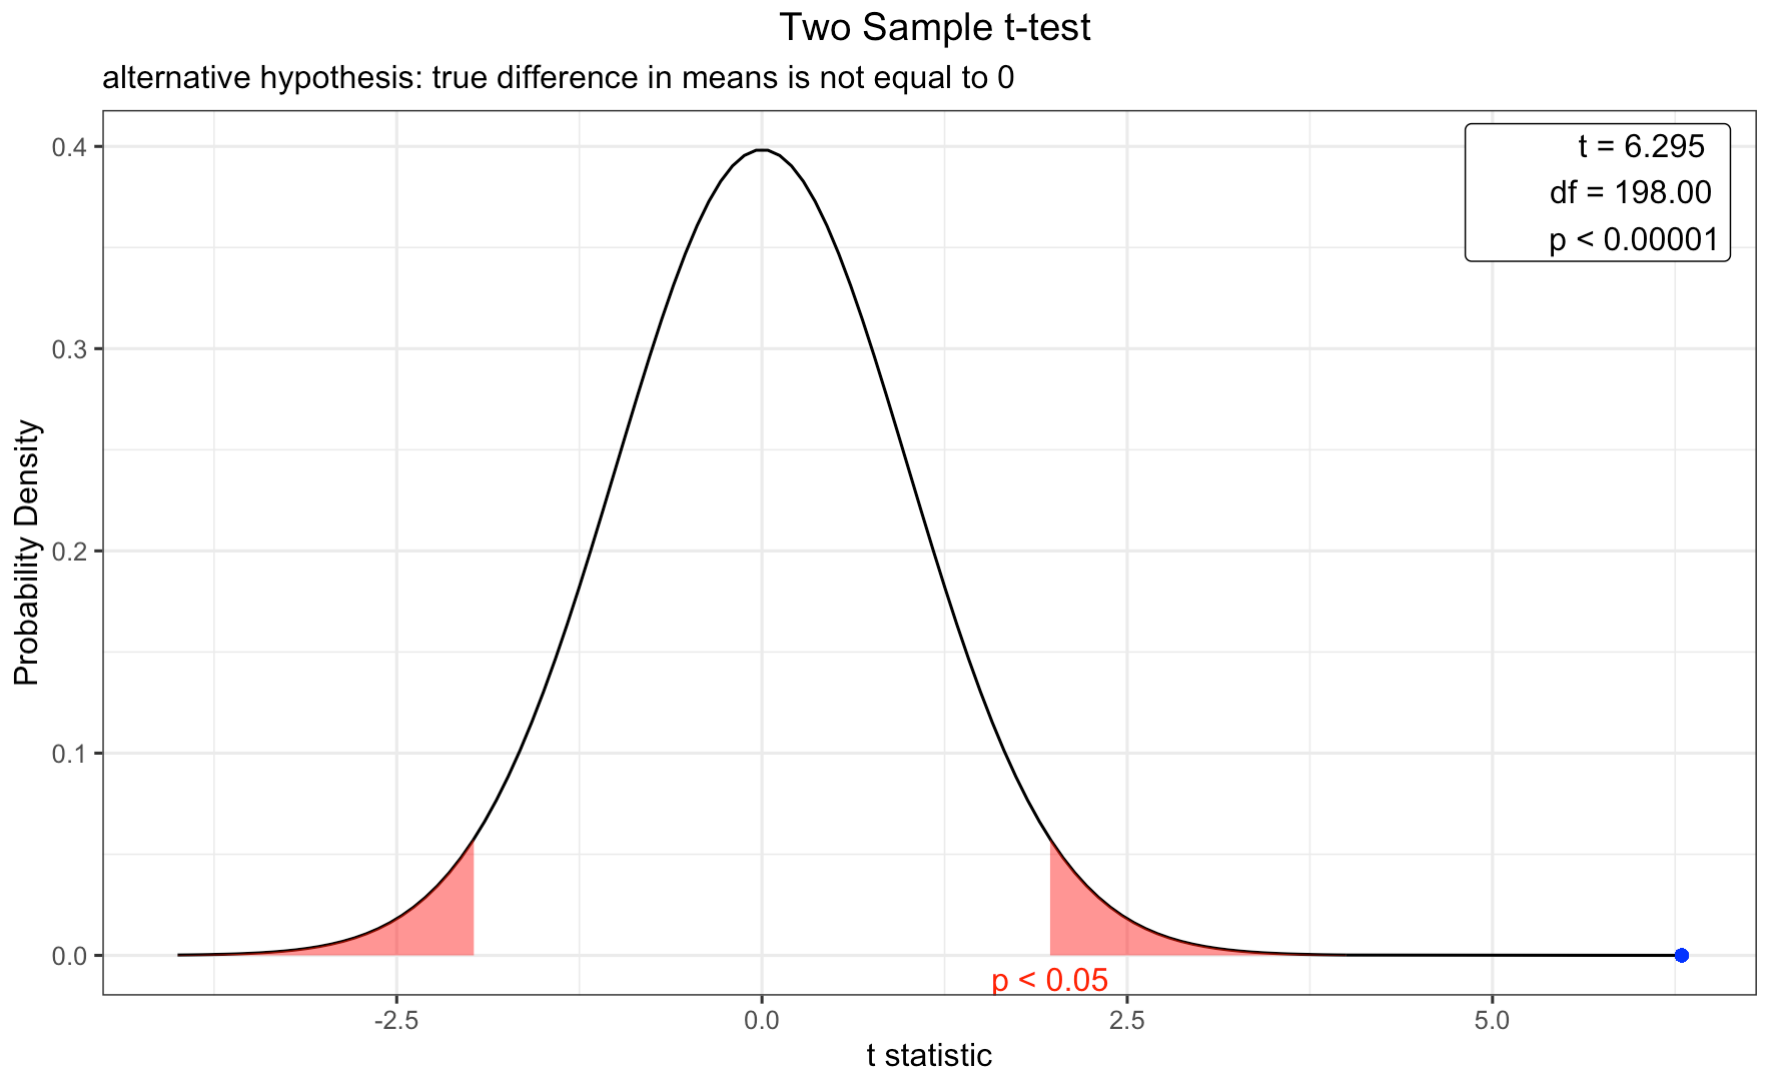 Two Sample t-test
alternative hypothesis: true difference in means is not equal to 0
t = 6.295
df = 198.00
p < 0.00001
Probability Density
0.4
0.3
0.2
0.1
0.0
p < 0.05
-2.5
0.0
2.5
5.0
t statistic